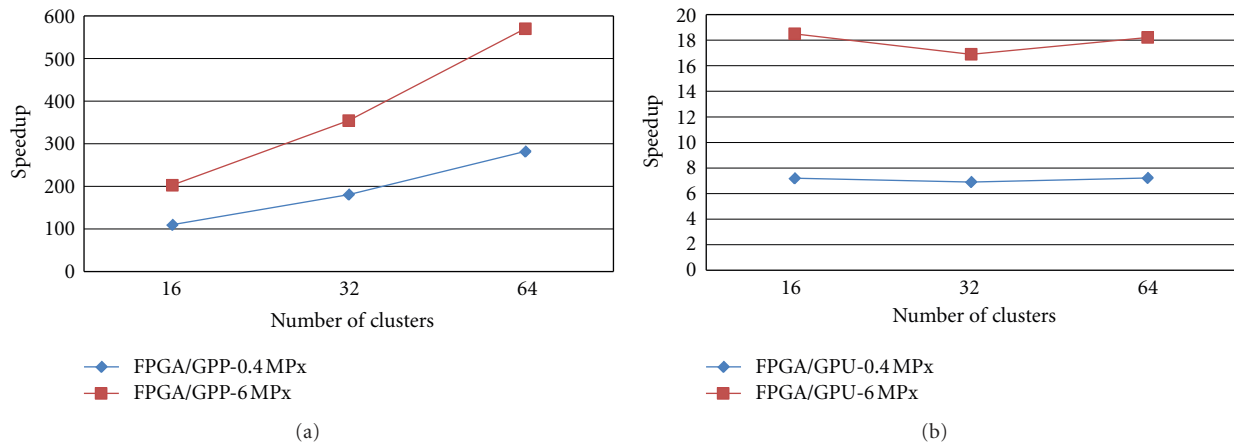 600
500
400
300
200
100
0
Speedup
16
32
64
Number of clusters
FPGA/GPP-0.4 MPx
FPGA/GPP-6 MPx
(a)
20
18
16
14
12
10
8
6
4
2
0
Speedup
16
32
64
Number of clusters
FPGA/GPU-0.4 MPx
FPGA/GPU-6 MPx
(b)